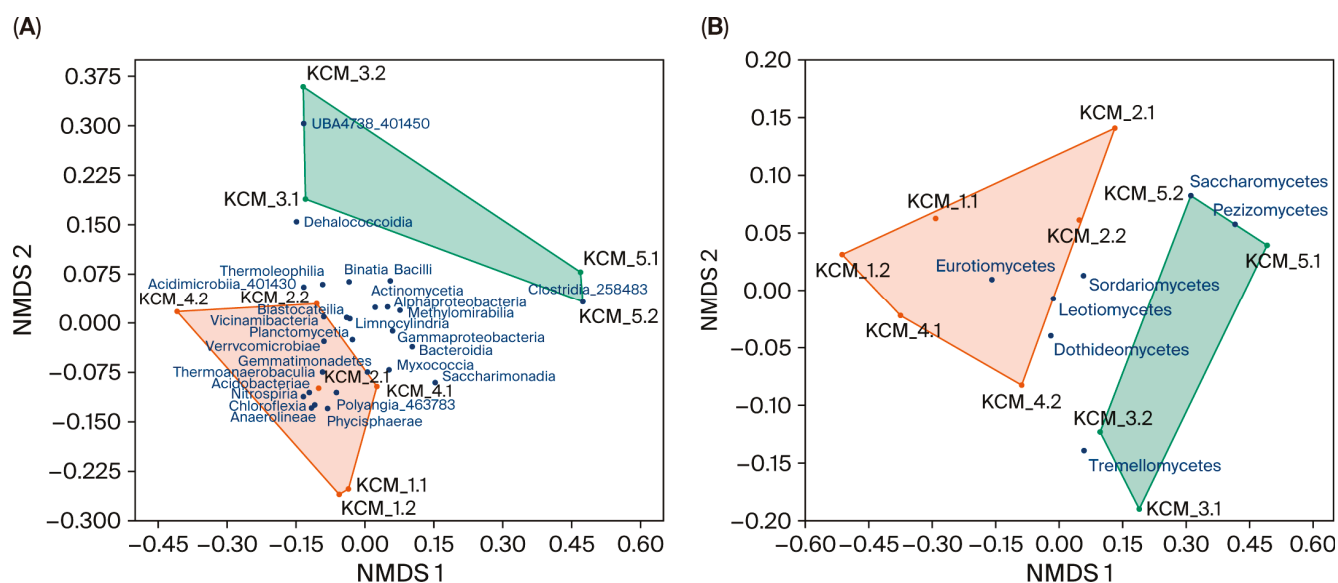 (A)
0.375
0.300
0.225
0.150
0.075
0.000
−0.075
−0.150
−0.225
−0.300
NMDS 2
−0.45
−0.30
−0.15
0.00
0.15
0.30
0.45
0.60
NMDS 1
KCM_3.2
UBA4738_401450
KCM_3.1
Dehalococcoidia
KCM_5.1
Clostridia_258483
KCM_5.2
Thermoleophilia
Binatia
Bacilli
Acidimicrobiia_401430
Actinomycetia
KCM_4.2
KCM_2.2
Alphaproteobacteria
Blastocateilia
Methylomirabilia
Vicinamibacteria
Limnocylindria
Planctomycetia
Gammaproteobacteria
Verrvcomicrobiae
Bacteroidia
Gemmatimonadetes
Myxococcia
Thermoanaerobaculia
KCM_2.1
Saccharimonadia
Acidobacteriae
KCM_4.1
Nitrospiria
Polyangia_463783
Chloroflexia
Anaerolineae
Phycisphaerae
KCM_1.1
KCM_1.2
(B)
0.20
0.15
0.10
0.05
0.00
−0.05
−0.10
−0.15
−0.20
NMDS 2
−0.60
−0.45
−0.30
−0.15
0.00
0.15
0.30
0.45
0.60
NMDS 1
KCM_2.1
KCM_5.2
Saccharomycetes
KCM_1.1
Pezizomycetes
KCM_2.2
KCM_5.1
KCM_1.2
Eurotiomycetes
Sordariomycetes
Leotiomycetes
KCM_4.1
Dothideomycetes
KCM_4.2
KCM_3.2
Tremellomycetes
KCM_3.1